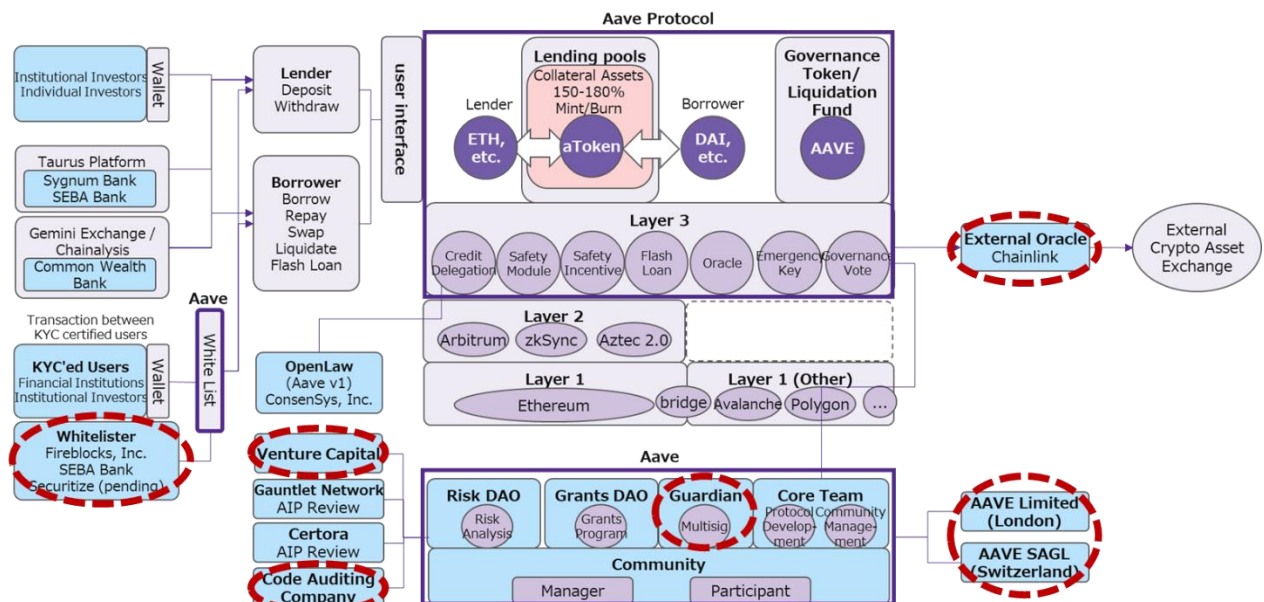 Aave Protocol
Institutional Investors
Individual Investors
Wallet
Taurus Platform
Sygnum Bank
SEBA Bank
Gemini Exchange /
Chainalysis
Common Wealth
Bank
Aave
Transaction between
KYC certified users
KYC'ed Users
Financial Institutions
Institutional Investors
Wallet
White List
Whitelister
Fireblocks, Inc.
SEBA Bank
Securitize (pending)
Lender
Deposit
Withdraw
Borrower
Borrow
Repay
Swap
Liquidate
Flash Loan
user interface
Lending pools
Collateral Assets
150-180%
Mint/Burn
Lender
ETH,
etc.
aToken
Borrower
DAI,
etc.
Governance
Token/
Liquidation
Fund
AAVE
Layer 3
Credit
Delegation
Safety
Module
Safety
Incentive
Flash
Loan
Oracle
Emergency
Key
Governance
Vote
External Oracle
Chainlink
External
Crypto Asset
Exchange
Layer 2
Arbitrum
zkSync
Aztec 2.0
Layer 1
Ethereum
bridge
Layer 1 (Other)
Avalanche
Polygon
...
OpenLaw
(Aave v1)
ConsenSys, Inc.
Venture Capital
Gauntlet Network
AIP Review
Certora
AIP Review
Code Auditing
Company
Aave
Risk DAO
Risk
Analysis
Grants DAO
Grants
Program
Guardian
Multisig
Core Team
Protocol
Develop-
ment
Community
Manage-
ment
Community
Manager
Participant
AAVE Limited
(London)
AAVE SAGL
(Switzerland)